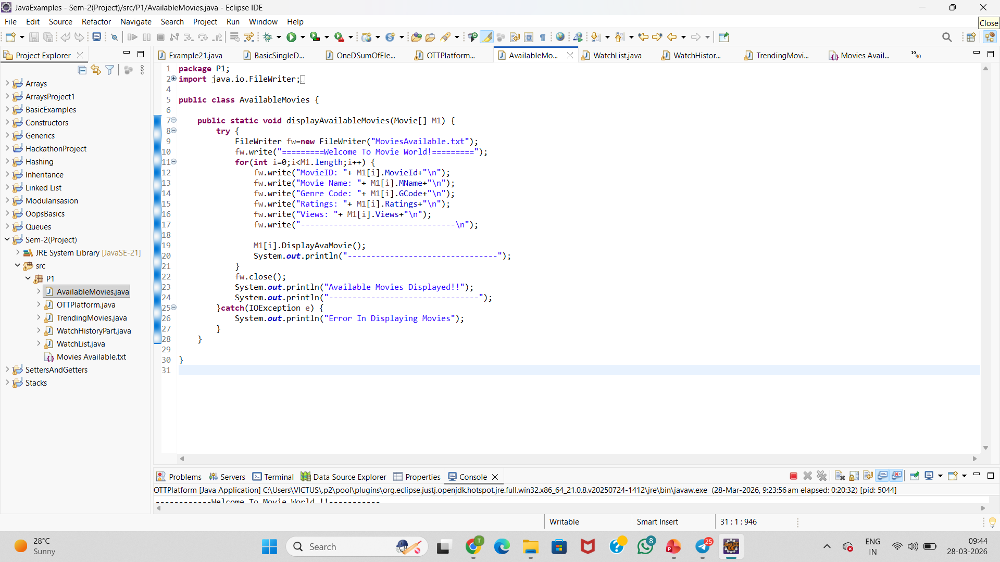 JavaExamples - Sem-2(Project)/src/P1/AvailableMovies.java - Eclipse IDE
File Edit Source Refactor Navigate Search Project Run Window Help
Close
Project Explorer
Example21.java BasicSingleD... OneDSumOfEle... OTTPlatform... AvailableMo... WatchList.java WatchHistor... TrendingMovi... Movies Avail... »90
Arrays
ArraysProject1
BasicExamples
Constructors
Generics
HackathonProject
Hashing
Inheritance
Linked List
Modularisasion
OopsBasics
Queues
Sem-2(Project)
JRE System Library [JavaSE-21]
src
P1
AvailableMovies.java
OTTPlatform.java
TrendingMovies.java
WatchHistoryPart.java
WatchList.java
Movies Available.txt
SettersAndGetters
Stacks
1 package P1;
2 import java.io.FileWriter;
4
5 public class AvailableMovies {
6
7 public static void displayAvailableMovies(Movie[] M1) {
8 try {
9 FileWriter fw=new FileWriter("MoviesAvailable.txt");
10 fw.write("=========Welcome To Movie World!=========");
11 for(int i=0;i<M1.length;i++) {
12 fw.write("MovieID: "+ M1[i].MovieId+"\n");
13 fw.write("Movie Name: "+ M1[i].MName+"\n");
14 fw.write("Genre Code: "+ M1[i].GCode+"\n");
15 fw.write("Ratings: "+ M1[i].Ratings+"\n");
16 fw.write("Views: "+ M1[i].Views+"\n");
17 fw.write("---------------------------------\n");
18
19 M1[i].DisplayAvaMovie();
20 System.out.println("--------------------------------");
21 }
22 fw.close();
23 System.out.println("Available Movies Displayed!!");
24 System.out.println("--------------------------------");
25 }catch(IOException e) {
26 System.out.println("Error In Displaying Movies");
27 }
28 }
29
30 }
31
Problems Servers Terminal Data Source Explorer Properties Console
OTTPlatform [Java Application] C:\Users\VICTUS\.p2\pool\plugins\org.eclipse.justj.openjdk.hotspot.jre.full.win32.x86_64_21.0.8.v20250724-1412\jre\bin\javaw.exe (28-Mar-2026, 9:23:56 am elapsed: 0:20:32) [pid: 5044]
------------Welcome To Movie World !!-----------
Writable Smart Insert 31 : 1 : 946
28°C
Sunny
Search
T
8
25
Java EE
IDE
ENG
IN
09:44
28-03-2026